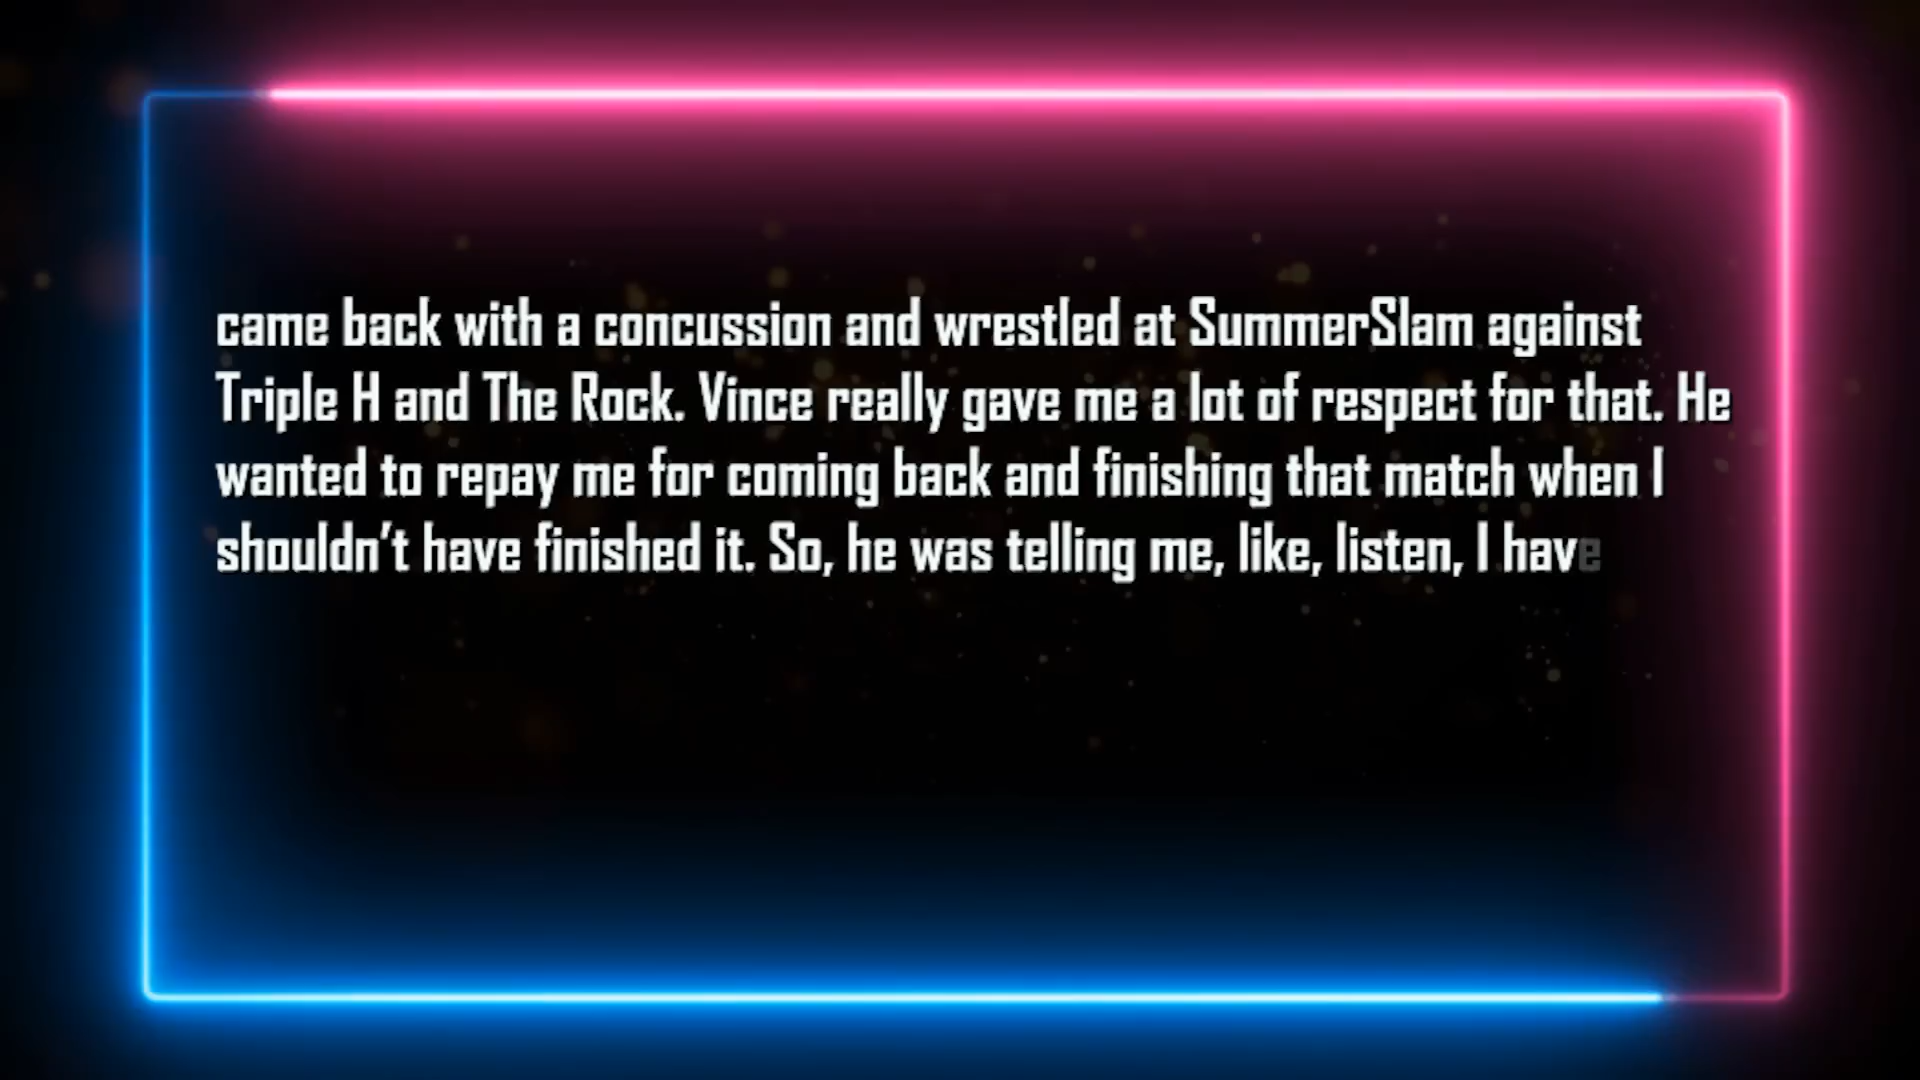 came back with a concussion and wrestled at SummerSlam against
Triple H and The Rock. Vince really gave me a lot of respect for that. He
wanted to repay me for coming back and finishing that match when I
shouldn’t have finished it. So, he was telling me, like, listen, I have